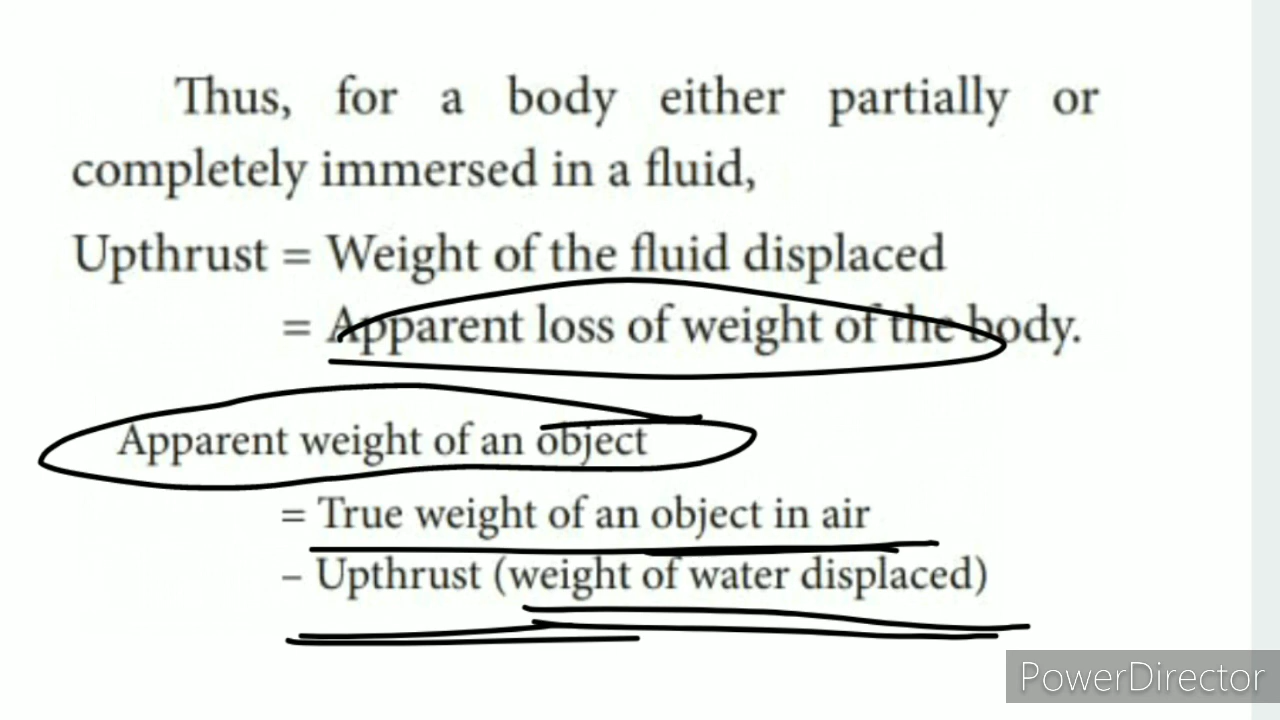 Thus, for a body either partially or
completely immersed in a fluid,
Upthrust = Weight of the fluid displaced
= Apparent loss of weight of the body.
Apparent weight of an object
= True weight of an object in air
– Upthrust (weight of water displaced)
PowerDirector